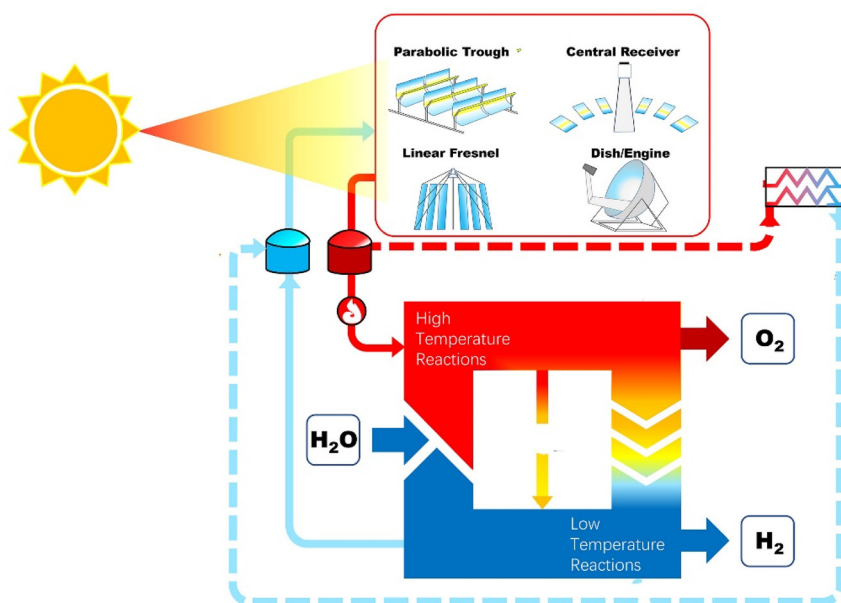 Parabolic Trough
Central Receiver
Linear Fresnel
Dish/Engine
High
Temperature
Reactions
O₂
H₂O
Low
Temperature
Reactions
H₂